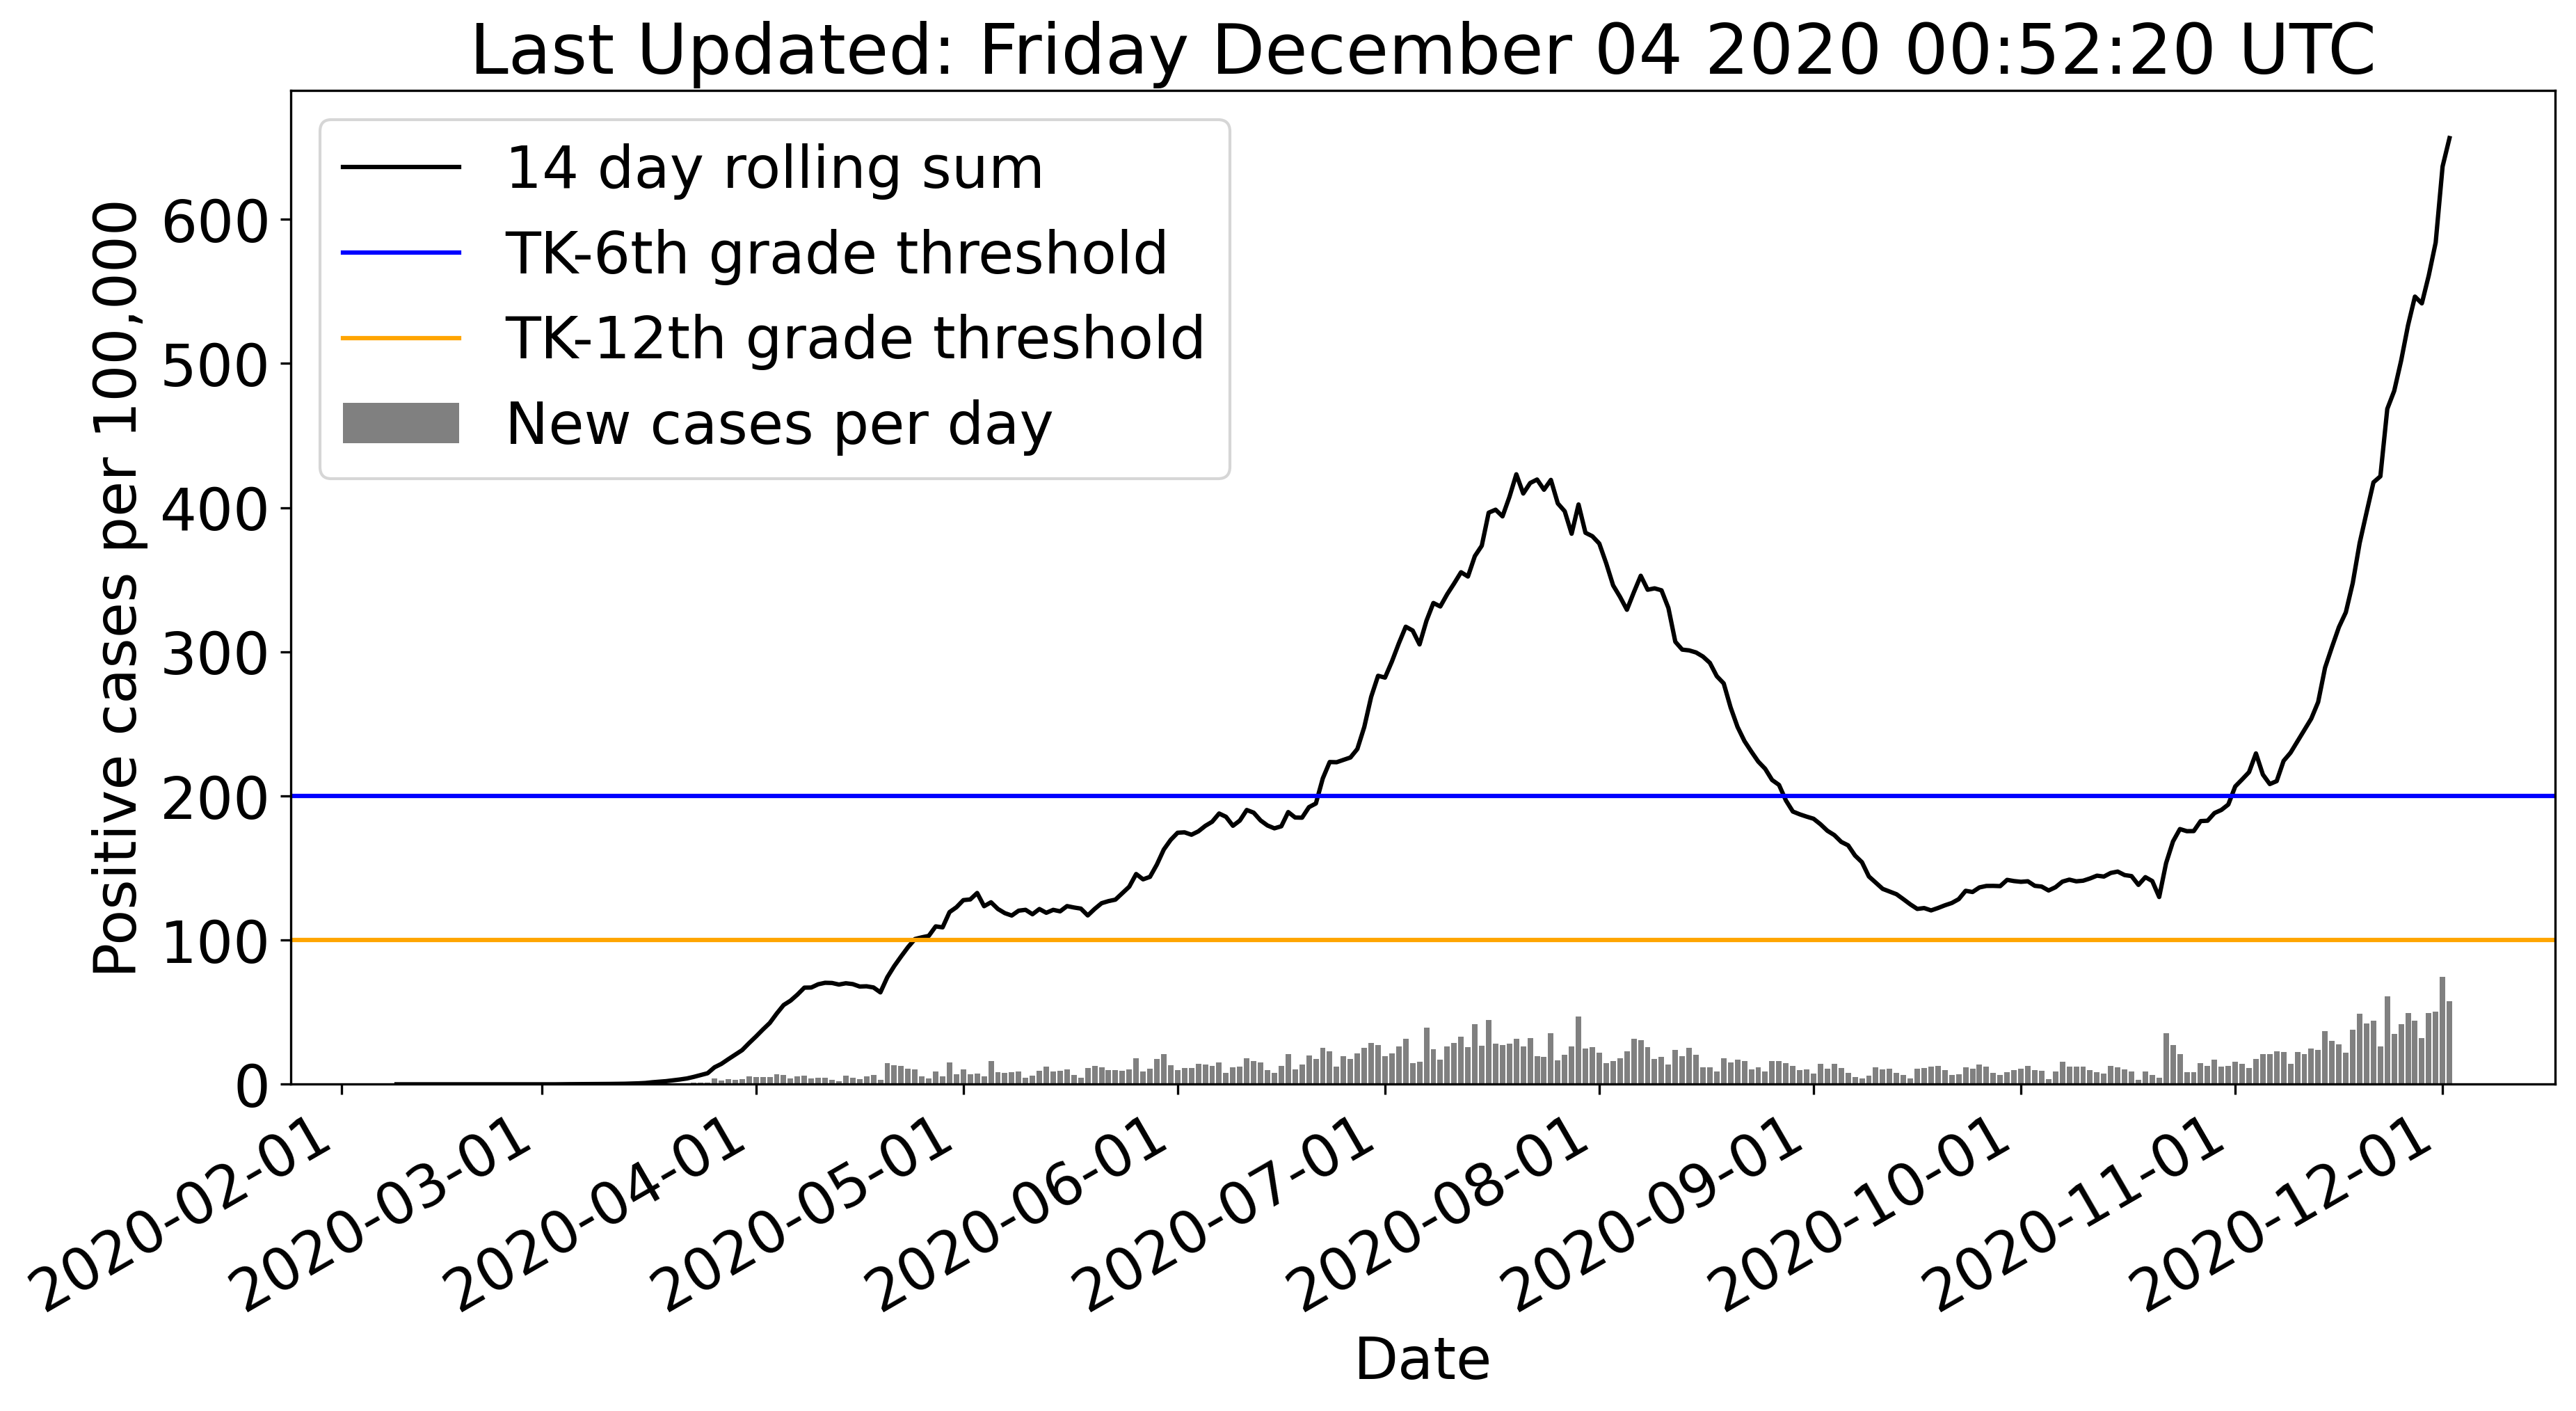 Last Updated: Friday December 04 2020 00:52:20 UTC
14 day rolling sum
TK-6th grade threshold
TK-12th grade threshold
New cases per day
Positive cases per 100,000
600
500
400
300
200
100
0
2020-02-01
2020-03-01
2020-04-01
2020-05-01
2020-06-01
2020-07-01
2020-08-01
2020-09-01
2020-10-01
2020-11-01
2020-12-01
Date